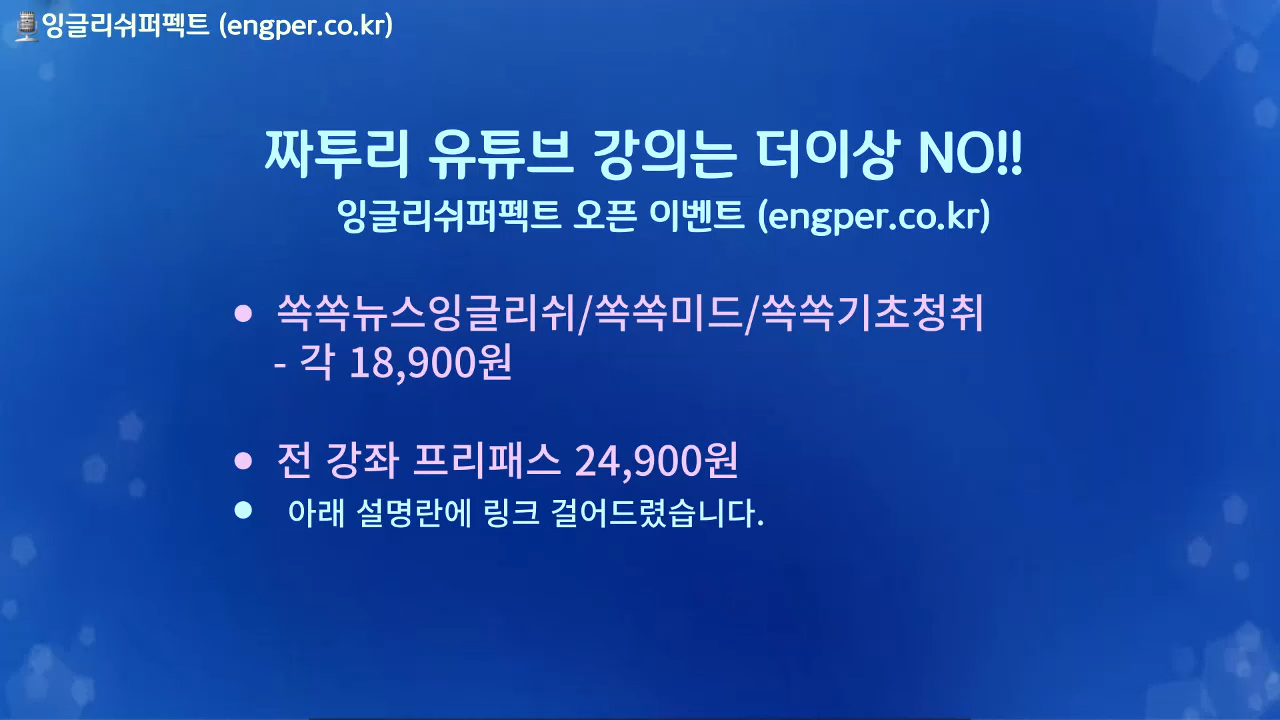 잉글리쉬퍼펙트 (engper.co.kr)
짜투리 유튜브 강의는 더이상 NO!!
잉글리쉬퍼펙트 오픈 이벤트 (engper.co.kr)
● 쏙쏙뉴스잉글리쉬/쏙쏙미드/쏙쏙기초청취
- 각 18,900원
● 전 강좌 프리패스 24,900원
● 아래 설명란에 링크 걸어드렸습니다.